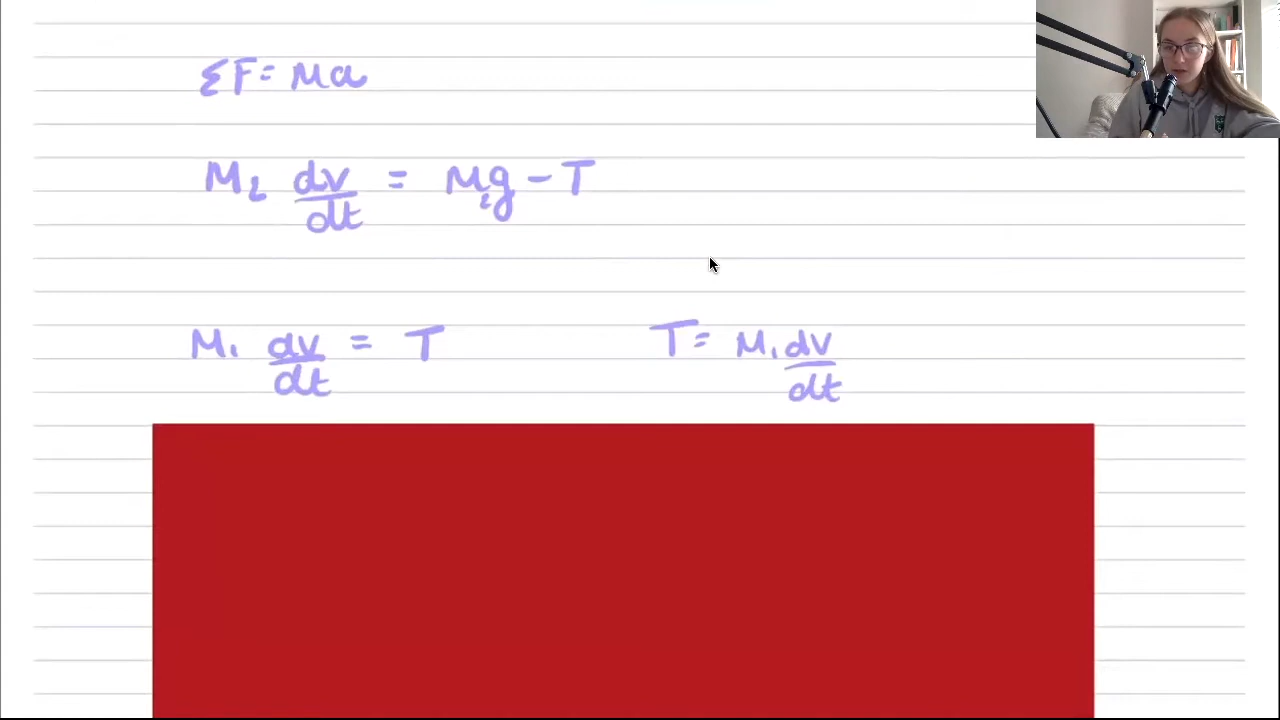 ΣF = Ma
M₂ dv/dt = M₂g - T
M₁ dv/dt = T
T = M₁ dv/dt